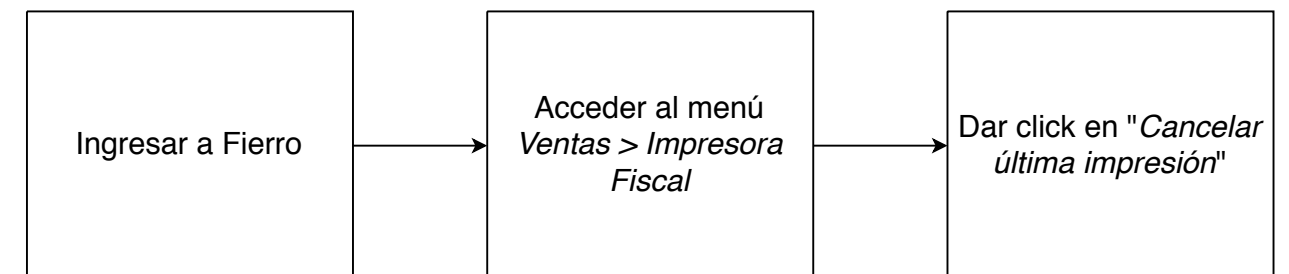 Ingresar a Fierro
Acceder al menú
Ventas > Impresora
Fiscal
Dar click en "Cancelar
última impresión"